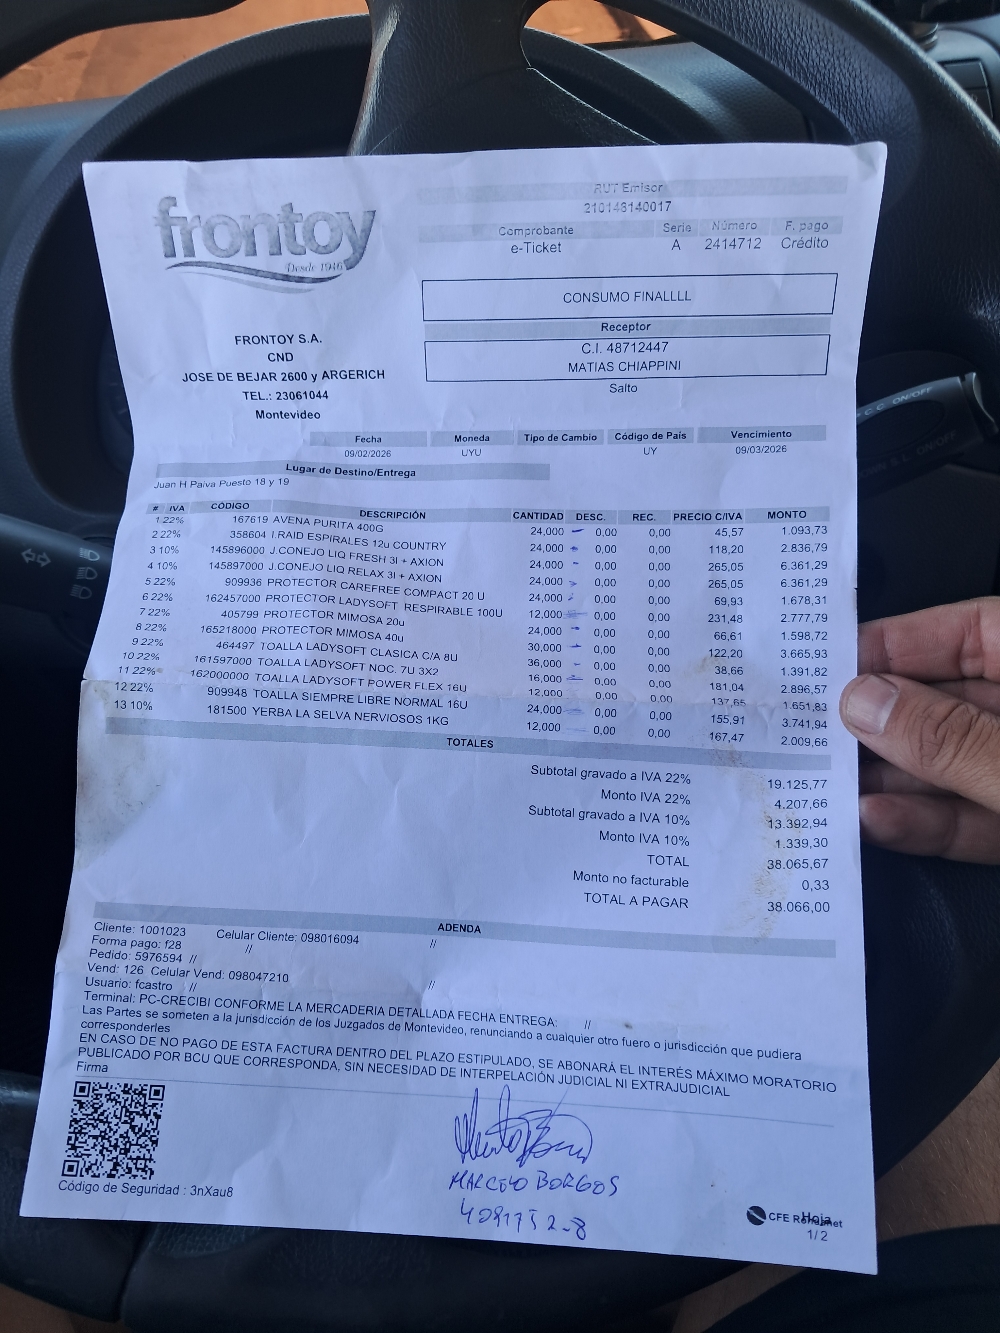 frontoy
Desde 1946
RUT Emisor
210148140017
Comprobante Serie Número F. pago
e-Ticket A 2414712 Crédito
CONSUMO FINALLLL
Receptor
C.I. 48712447
MATIAS CHIAPPINI
Salto
FRONTOY S.A.
CND
JOSE DE BEJAR 2600 y ARGERICH
TEL.: 23061044
Montevideo
Fecha Moneda Tipo de Cambio Código de País Vencimiento
09/02/2026 UYU UY 09/03/2026
Lugar de Destino/Entrega
Juan H Paiva Puesto 18 y 19
# IVA CÓDIGO DESCRIPCIÓN CANTIDAD DESC. REC. PRECIO C/IVA MONTO
1 22% 167619 AVENA PURITA 400G 24,000 0,00 0,00 45,57 1.093,73
2 22% 358604 I.RAID ESPIRALES 12u COUNTRY 24,000 0,00 0,00 118,20 2.836,79
3 10% 145896000 J.CONEJO LIQ FRESH 3l + AXION 24,000 0,00 0,00 265,05 6.361,29
4 10% 145897000 J.CONEJO LIQ RELAX 3l + AXION 24,000 0,00 0,00 265,05 6.361,29
5 22% 909936 PROTECTOR CAREFREE COMPACT 20 U 24,000 0,00 0,00 69,93 1.678,31
6 22% 162457000 PROTECTOR LADYSOFT RESPIRABLE 100U 12,000 0,00 0,00 231,48 2.777,79
7 22% 405799 PROTECTOR MIMOSA 20u 24,000 0,00 0,00 66,61 1.598,72
8 22% 165218000 PROTECTOR MIMOSA 40u 30,000 0,00 0,00 122,20 3.665,93
9 22% 464497 TOALLA LADYSOFT CLASICA C/A 8U 36,000 0,00 0,00 38,66 1.391,82
10 22% 161597000 TOALLA LADYSOFT NOC. 7U 3X2 16,000 0,00 0,00 181,04 2.896,57
11 22% 162000000 TOALLA LADYSOFT POWER FLEX 16U 12,000 0,00 0,00 137,65 1.651,83
12 22% 909948 TOALLA SIEMPRE LIBRE NORMAL 16U 24,000 0,00 0,00 155,91 3.741,94
13 10% 181500 YERBA LA SELVA NERVIOSOS 1KG 12,000 0,00 0,00 167,47 2.009,66
TOTALES
Subtotal gravado a IVA 22% 19.125,77
Monto IVA 22% 4.207,66
Subtotal gravado a IVA 10% 13.392,94
Monto IVA 10% 1.339,30
TOTAL 38.065,67
Monto no facturable 0,33
TOTAL A PAGAR 38.066,00
ADENDA
Cliente: 1001023 Celular Cliente: 098016094 //
Forma pago: f28 //
Pedido: 5976594 //
Vend: 126 Celular Vend: 098047210 //
Usuario: fcastro //
Terminal: PC-CRECIBI CONFORME LA MERCADERIA DETALLADA FECHA ENTREGA: //
Las Partes se someten a la jurisdicción de los Juzgados de Montevideo, renunciando a cualquier otro fuero o jurisdicción que pudiera
corresponderles
EN CASO DE NO PAGO DE ESTA FACTURA DENTRO DEL PLAZO ESTIPULADO, SE ABONARÁ EL INTERÉS MÁXIMO MORATORIO
PUBLICADO POR BCU QUE CORRESPONDA, SIN NECESIDAD DE INTERPELACIÓN JUDICIAL NI EXTRAJUDICIAL
Firma
MARCELO BORGES
Código de Seguridad : 3nXau8
CFE
Hoja
1/2
ON/OFF